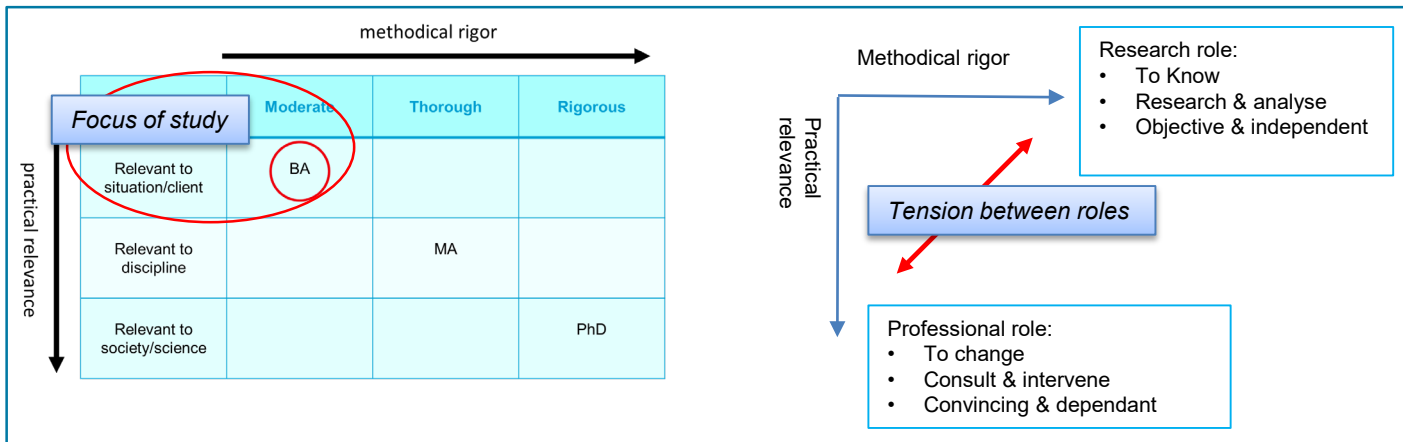 methodical rigor
Focus of study
Moderate
Thorough
Rigorous
practical relevance
Relevant to
situation/client
BA
Relevant to
discipline
MA
Relevant to
society/science
PhD
Methodical rigor
Practical
relevance
Research role:
• To Know
• Research & analyse
• Objective & independent
Tension between roles
Professional role:
• To change
• Consult & intervene
• Convincing & dependant